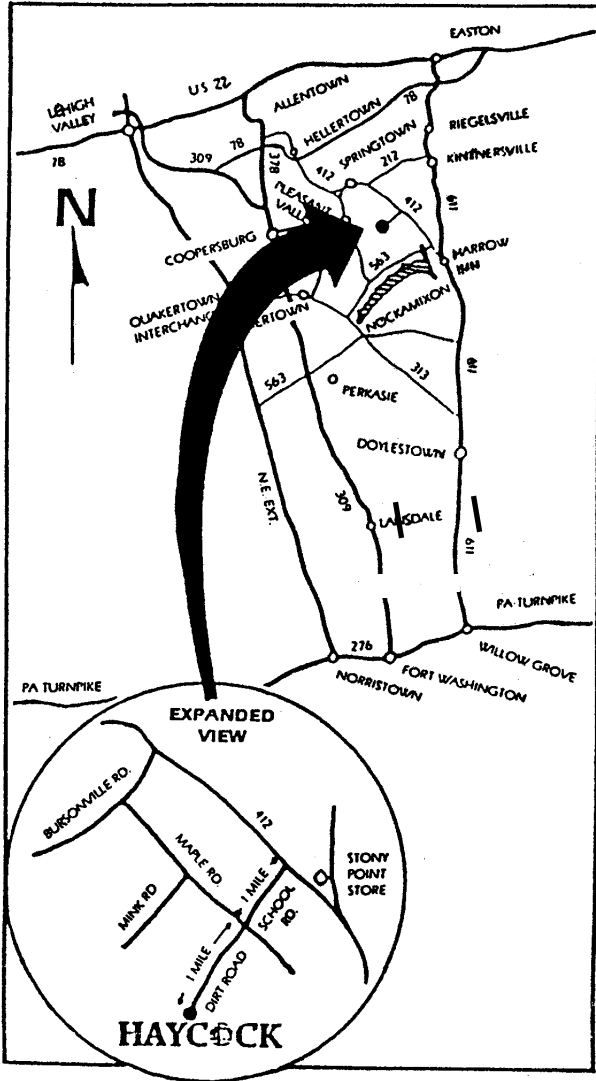 EASTON
US 22
LEHIGH
VALLEY
ALLENTOWN
78
HELLERTOWN
78
309
78
378
SPRINGTOWN
RIEGELSVILLE
KINTNERSVILLE
412
212
PLEASANT
VALL
412
611
COOPERSBURG
563
HARROW
INN
N
QUAKERTOWN
INTERCHANG
ERTOWN
NOCKAMIXON
563
PERKASIE
313
611
DOYLESTOWN
N.E. EXT.
309
LANSDALE
611
PA TURNPIKE
276
WILLOW GROVE
FORT WASHINGTON
NORRISTOWN
PA TURNPIKE
EXPANDED
VIEW
BURSONVILLE RD.
412
MAPLE RD.
STONY
POINT
STORE
MINK RD
1 MILE
SCHOOL
RD.
1 MILE
DIRT ROAD
HAYCOCK